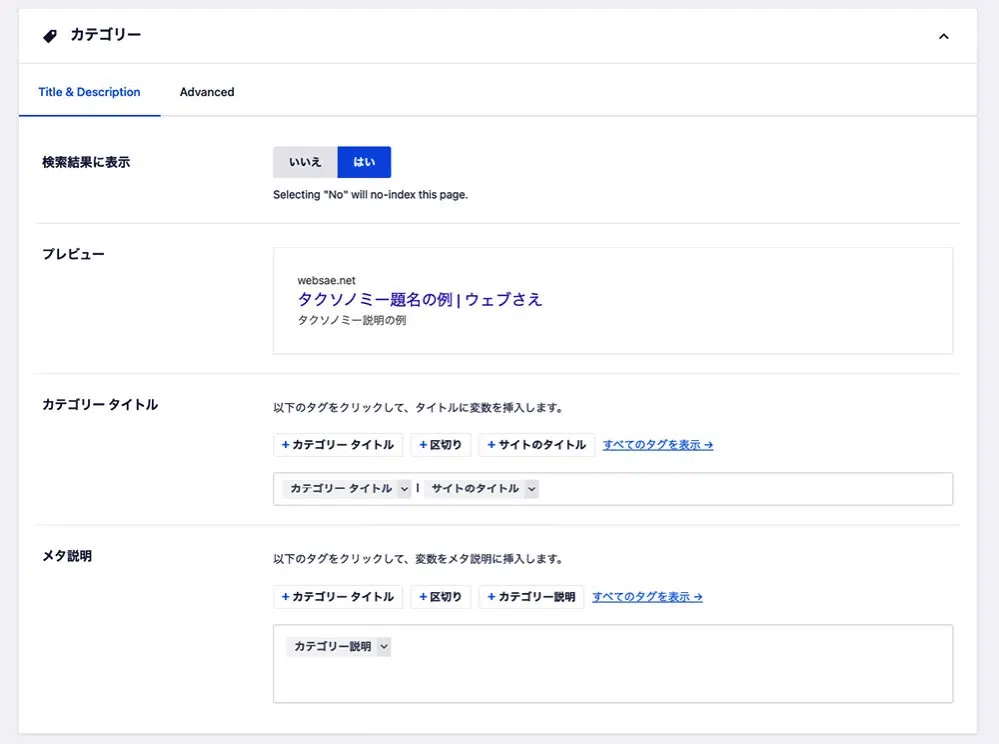 カテゴリー
Title & Description Advanced
検索結果に表示 いいえ はい
Selecting "No" will no-index this page.
プレビュー
websae.net
タクソノミー題名の例 | ウェブさえ
タクソノミー説明の例
カテゴリー タイトル
以下のタグをクリックして、タイトルに変数を挿入します。
+ カテゴリー タイトル + 区切り + サイトのタイトル すべてのタグを表示 →
カテゴリー タイトル | サイトのタイトル
メタ説明
以下のタグをクリックして、変数をメタ説明に挿入します。
+ カテゴリー タイトル + 区切り + カテゴリー説明 すべてのタグを表示 →
カテゴリー説明